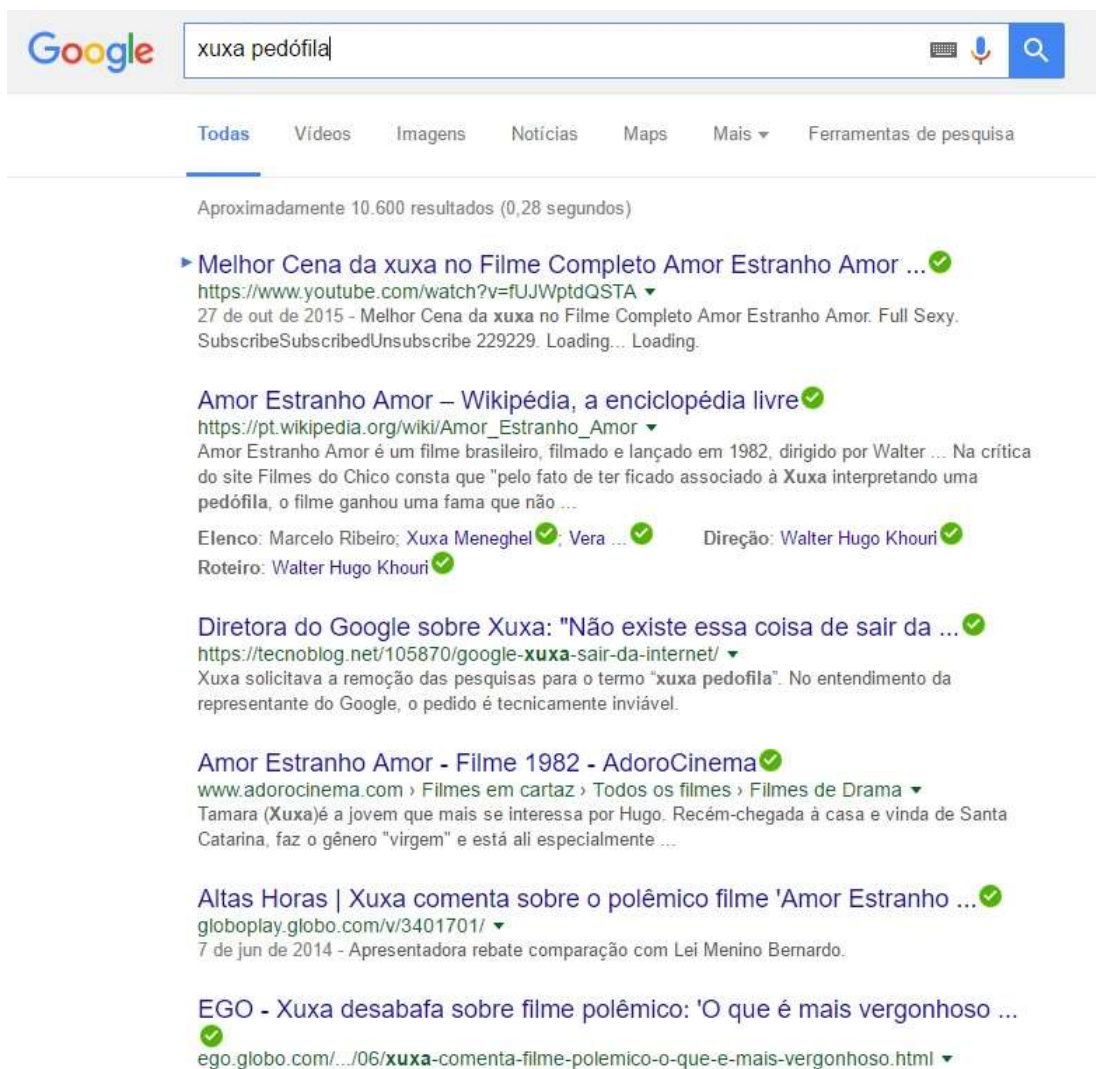 Google
xuxa pedófila
Todas Vídeos Imagens Notícias Maps Mais Ferramentas de pesquisa
Aproximadamente 10.600 resultados (0,28 segundos)
Melhor Cena da xuxa no Filme Completo Amor Estranho Amor ...
https://www.youtube.com/watch?v=fUJWptdQSTA
27 de out de 2015 - Melhor Cena da xuxa no Filme Completo Amor Estranho Amor. Full Sexy.
SubscribeSubscribedUnsubscribe 229229. Loading... Loading.
Amor Estranho Amor – Wikipédia, a enciclopédia livre
https://pt.wikipedia.org/wiki/Amor_Estranho_Amor
Amor Estranho Amor é um filme brasileiro, filmado e lançado em 1982, dirigido por Walter ... Na crítica
do site Filmes do Chico consta que "pelo fato de ter ficado associado à Xuxa interpretando uma
pedófila, o filme ganhou uma fama que não ...
Elenco: Marcelo Ribeiro; Xuxa Meneghel; Vera ... Direção: Walter Hugo Khouri
Roteiro: Walter Hugo Khouri
Diretora do Google sobre Xuxa: "Não existe essa coisa de sair da ...
https://tecnoblog.net/105870/google-xuxa-sair-da-internet/
Xuxa solicitava a remoção das pesquisas para o termo “xuxa pedofila”. No entendimento da
representante do Google, o pedido é tecnicamente inviável.
Amor Estranho Amor - Filme 1982 - AdoroCinema
www.adorocinema.com › Filmes em cartaz › Todos os filmes › Filmes de Drama
Tamara (Xuxa)é a jovem que mais se interessa por Hugo. Recém-chegada à casa e vinda de Santa
Catarina, faz o gênero "virgem" e está ali especialmente ...
Altas Horas | Xuxa comenta sobre o polêmico filme 'Amor Estranho ...
globoplay.globo.com/v/3401701/
7 de jun de 2014 - Apresentadora rebate comparação com Lei Menino Bernardo.
EGO - Xuxa desabafa sobre filme polêmico: 'O que é mais vergonhoso ...
ego.globo.com/.../06/xuxa-comenta-filme-polemico-o-que-e-mais-vergonhoso.html